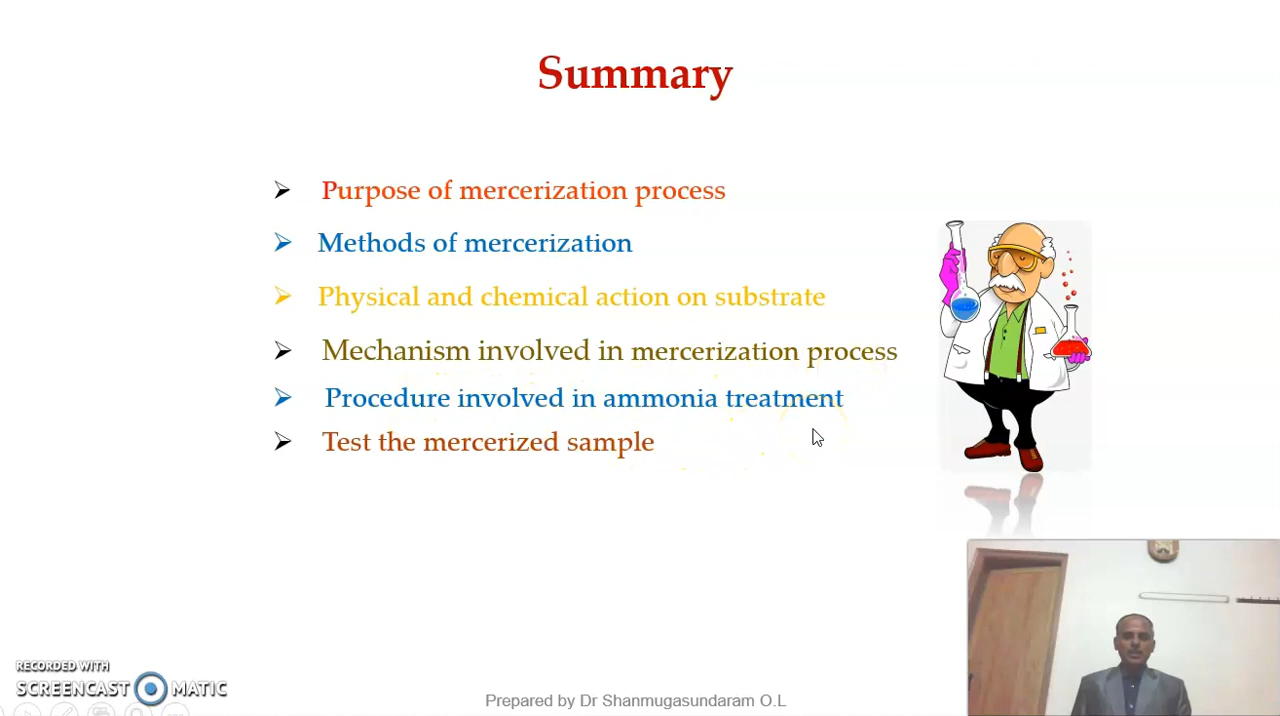 Summary
Purpose of mercerization process
Methods of mercerization
Physical and chemical action on substrate
Mechanism involved in mercerization process
Procedure involved in ammonia treatment
Test the mercerized sample
RECORDED WITH
SCREENCAST MATIC
Prepared by Dr Shanmugasundaram O.L